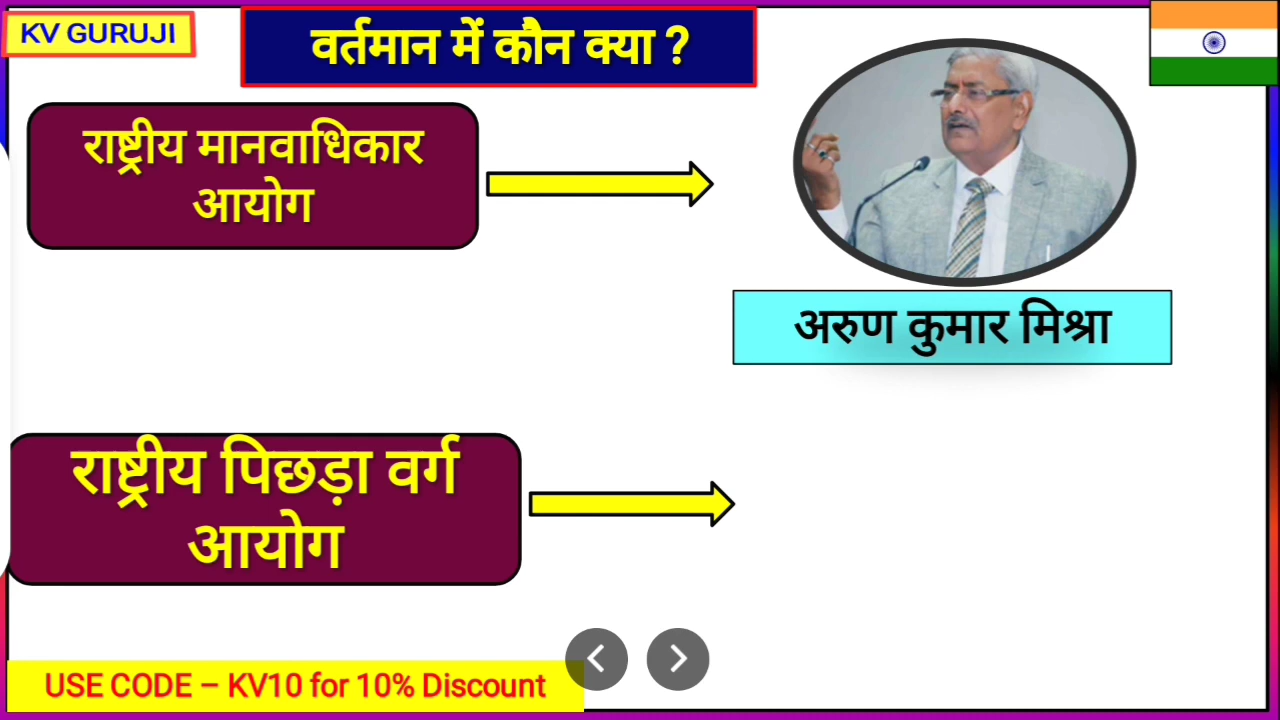 KV GURUJI
वर्तमान में कौन क्या ?
राष्ट्रीय मानवाधिकार
आयोग
अरुण कुमार मिश्रा
राष्ट्रीय पिछड़ा वर्ग
आयोग
USE CODE – KV10 for 10% Discount